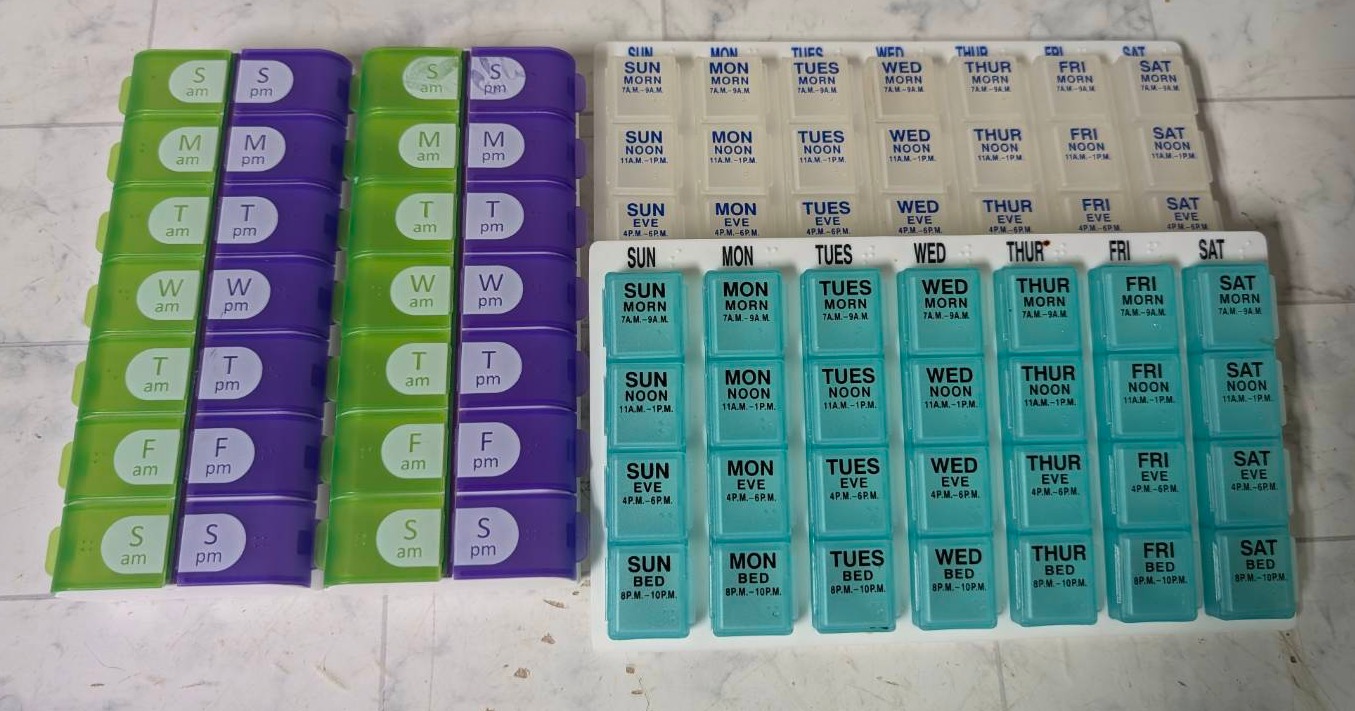 S S
am pm
M M
am pm
T T
am pm
W W
am pm
T T
am pm
F F
am pm
S S
am pm
S S
am pm
M M
am pm
T T
am pm
W W
am pm
T T
am pm
F F
am pm
S S
am pm
SUN MON TUES WED THUR FRI SAT
SUN MON TUES WED THUR FRI SAT
MORN MORN MORN MORN MORN MORN MORN
7A.M.–9A.M. 7A.M.–9A.M. 7A.M.–9A.M. 7A.M.–9A.M. 7A.M.–9A.M. 7A.M.–9A.M. 7A.M.–9A.M.
SUN MON TUES WED THUR FRI SAT
NOON NOON NOON NOON NOON NOON NOON
11A.M.–1P.M. 11A.M.–1P.M. 11A.M.–1P.M. 11A.M.–1P.M. 11A.M.–1P.M. 11A.M.–1P.M. 11A.M.–1P.M.
SUN MON TUES WED THUR FRI SAT
EVE EVE EVE EVE EVE EVE EVE
4P.M.–6P.M. 4P.M.–6P.M. 4P.M.–6P.M. 4P.M.–6P.M. 4P.M.–6P.M. 4P.M.–6P.M. 4P.M.–6P.M.
SUN MON TUES WED THUR FRI SAT
SUN MON TUES WED THUR FRI SAT
MORN MORN MORN MORN MORN MORN MORN
7A.M.–9A.M. 7A.M.–9A.M. 7A.M.–9A.M. 7A.M.–9A.M. 7A.M.–9A.M. 7A.M.–9A.M. 7A.M.–9A.M.
SUN MON TUES WED THUR FRI SAT
NOON NOON NOON NOON NOON NOON NOON
11A.M.–1P.M. 11A.M.–1P.M. 11A.M.–1P.M. 11A.M.–1P.M. 11A.M.–1P.M. 11A.M.–1P.M. 11A.M.–1P.M.
SUN MON TUES WED THUR FRI SAT
EVE EVE EVE EVE EVE EVE EVE
4P.M.–6P.M. 4P.M.–6P.M. 4P.M.–6P.M. 4P.M.–6P.M. 4P.M.–6P.M. 4P.M.–6P.M. 4P.M.–6P.M.
SUN MON TUES WED THUR FRI SAT
BED BED BED BED BED BED BED
8P.M.–10P.M. 8P.M.–10P.M. 8P.M.–10P.M. 8P.M.–10P.M. 8P.M.–10P.M. 8P.M.–10P.M. 8P.M.–10P.M.